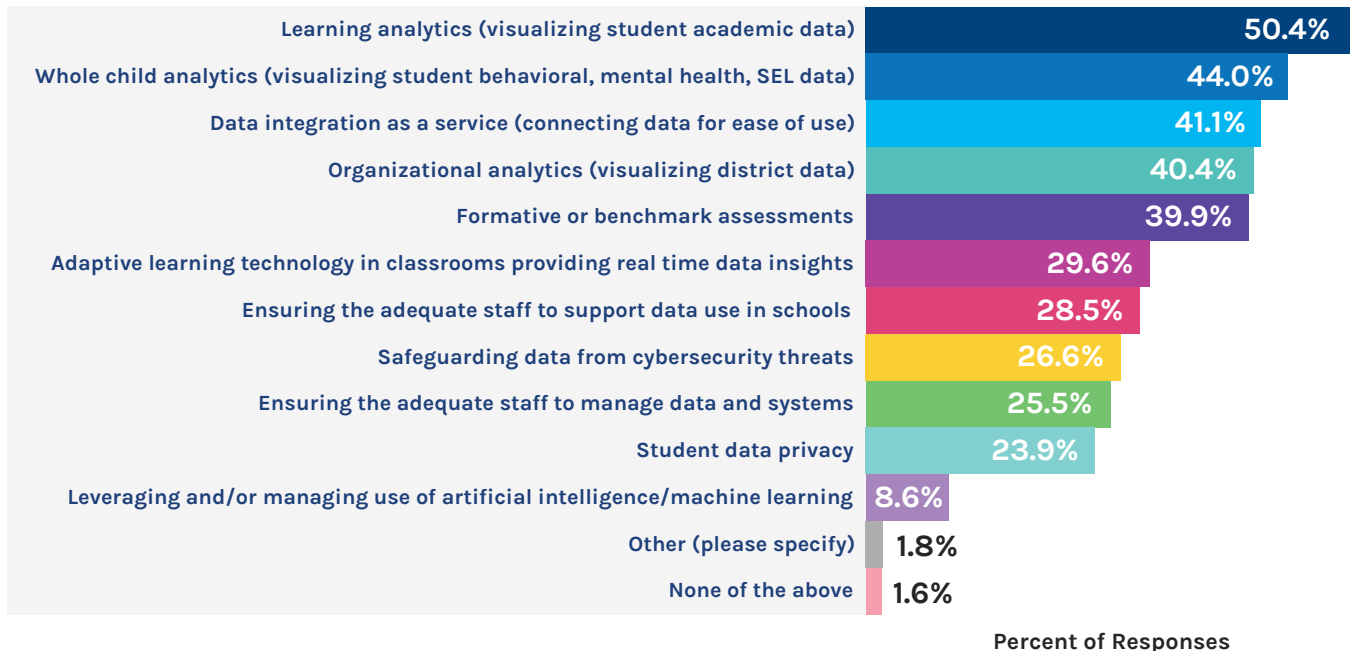 Learning analytics (visualizing student academic data) 50.4%
Whole child analytics (visualizing student behavioral, mental health, SEL data) 44.0%
Data integration as a service (connecting data for ease of use) 41.1%
Organizational analytics (visualizing district data) 40.4%
Formative or benchmark assessments 39.9%
Adaptive learning technology in classrooms providing real time data insights 29.6%
Ensuring the adequate staff to support data use in schools 28.5%
Safeguarding data from cybersecurity threats 26.6%
Ensuring the adequate staff to manage data and systems 25.5%
Student data privacy 23.9%
Leveraging and/or managing use of artificial intelligence/machine learning 8.6%
Other (please specify) 1.8%
None of the above 1.6%
Percent of Responses